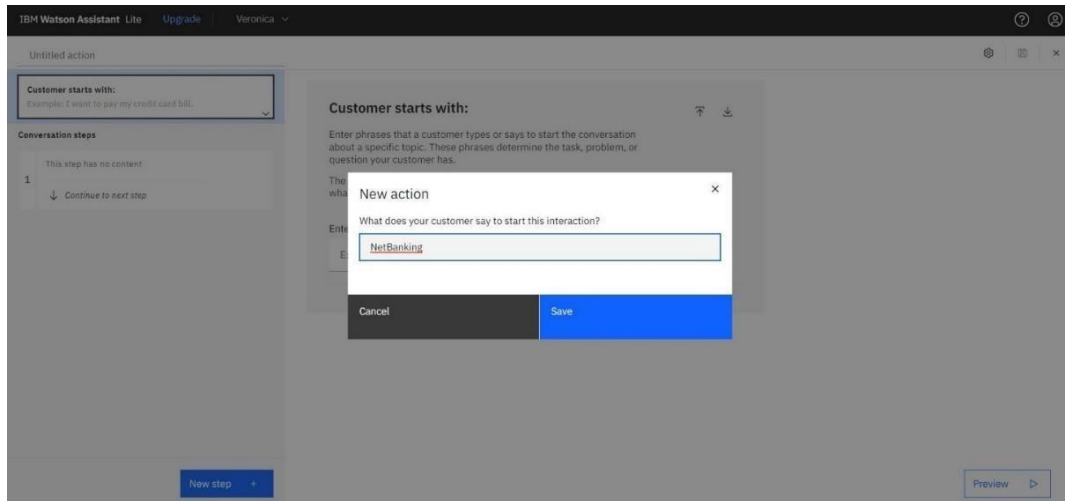 IBM Watson Assistant Lite Upgrade Veronica
Untitled action
Customer starts with:
Example: I want to pay my credit card bill.
Conversation steps
1
This step has no content
Continue to next step
New step +
Customer starts with:
Enter phrases that a customer types or says to start the conversation
about a specific topic. These phrases determine the task, problem, or
question your customer has.
The
New action
What does your customer say to start this interaction?
NetBanking
Cancel
Save
Preview